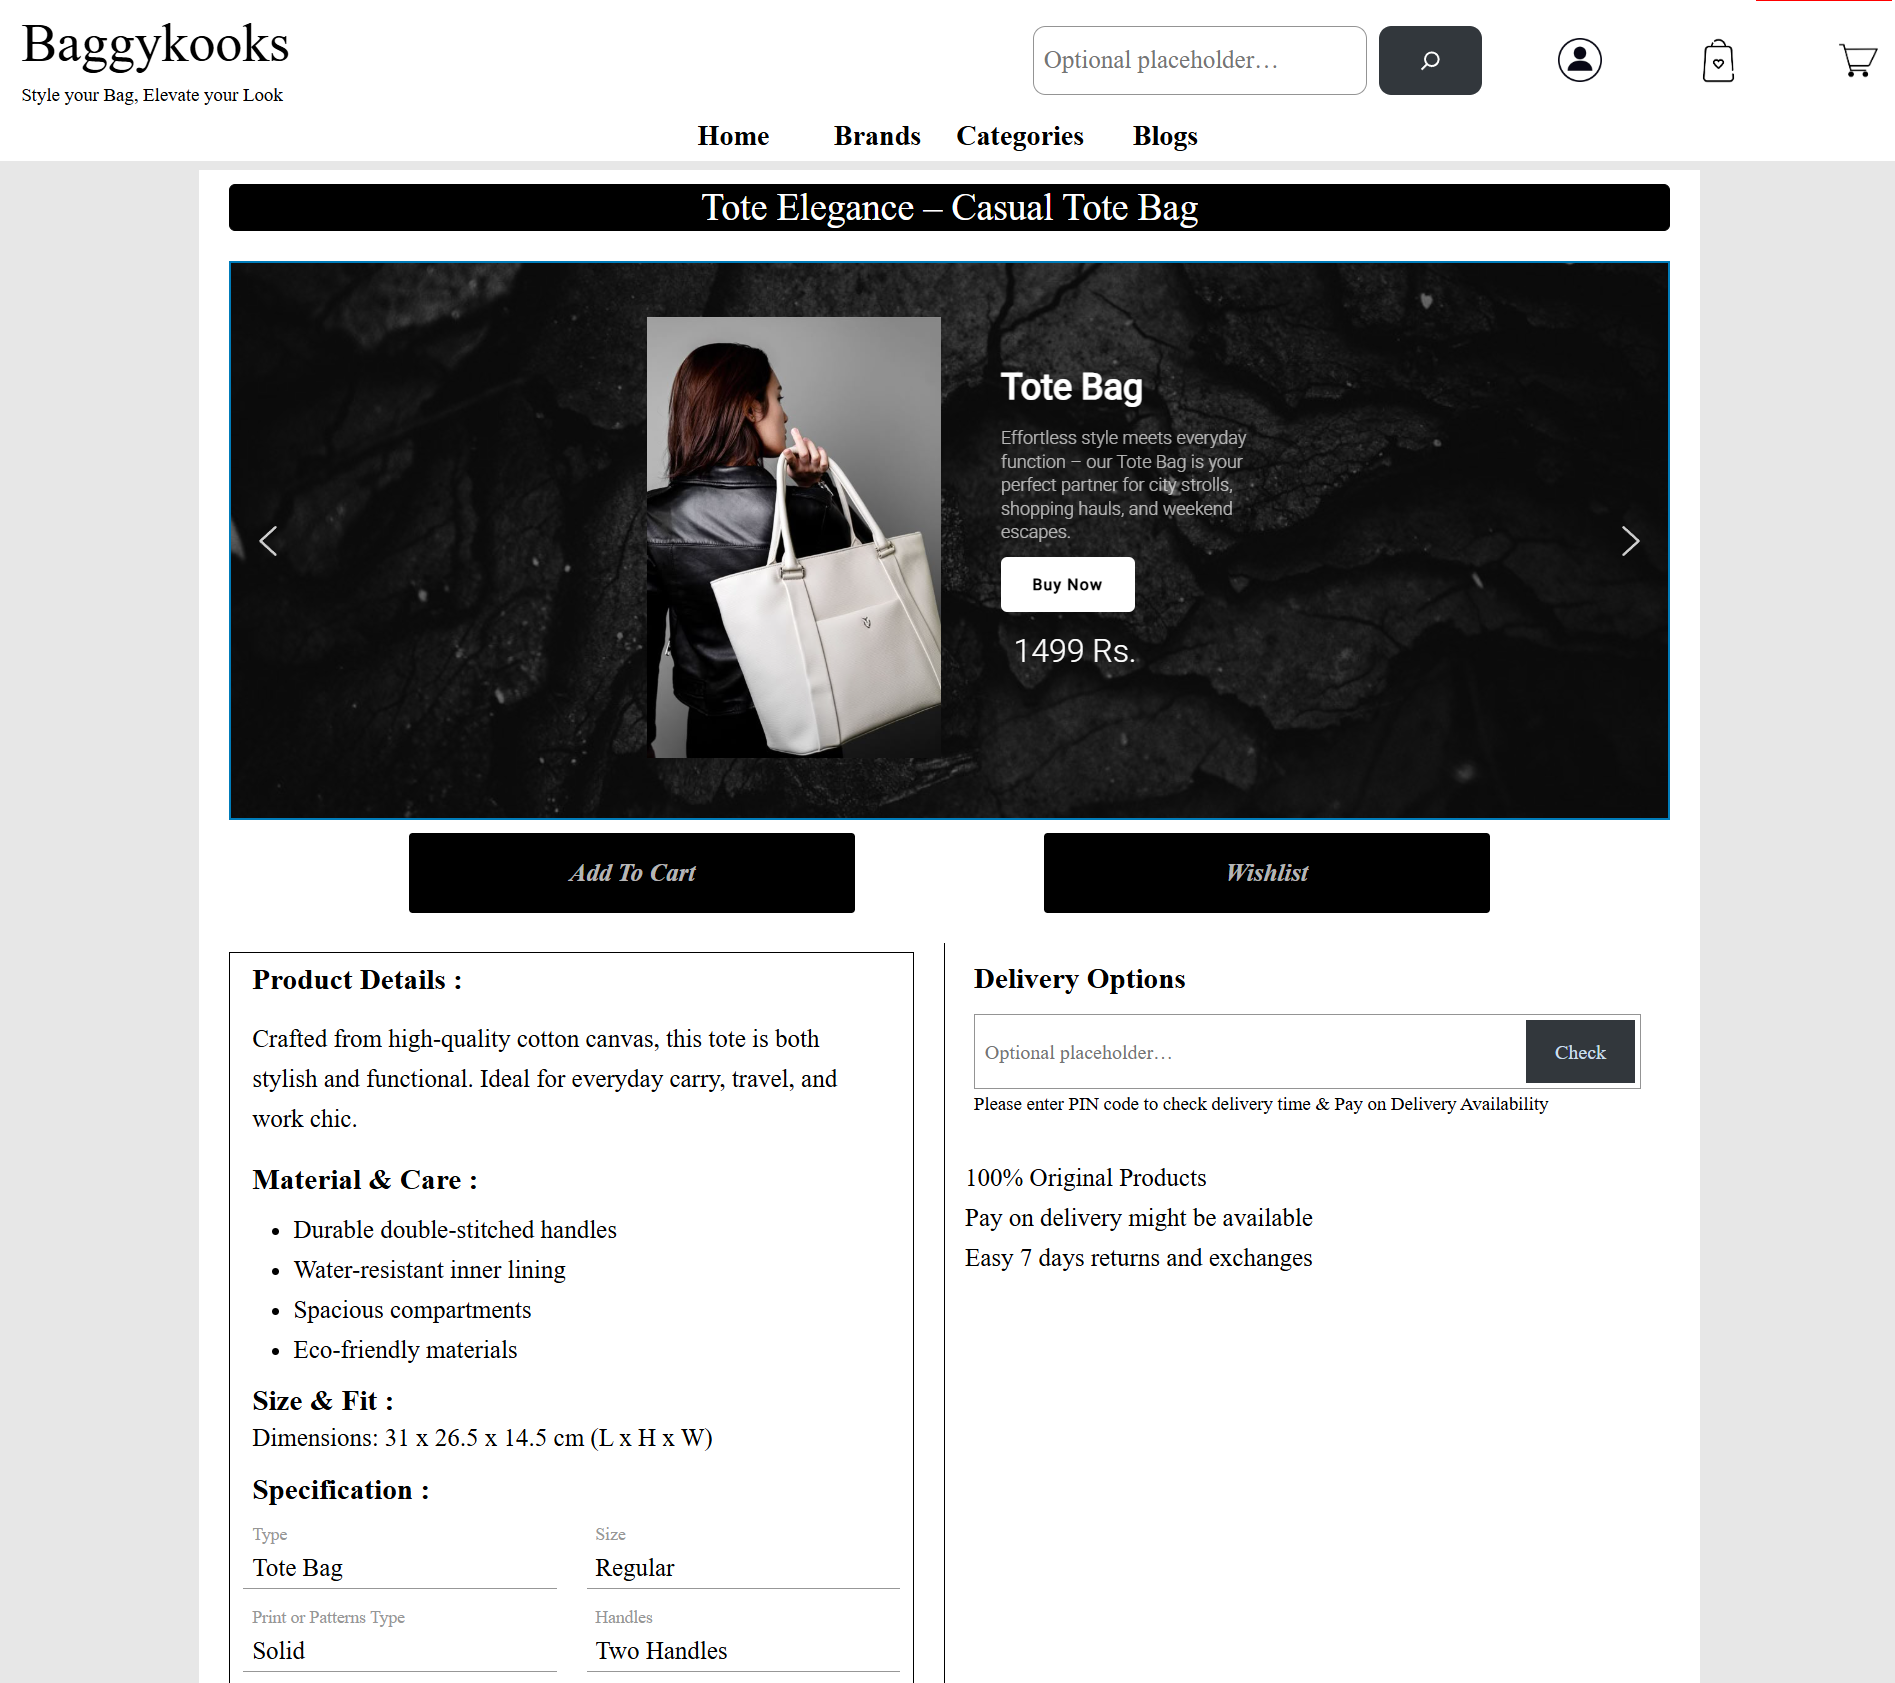 Baggykooks
Style your Bag, Elevate your Look
Optional placeholder…
Home Brands Categories Blogs
Tote Elegance – Casual Tote Bag
Tote Bag
Effortless style meets everyday
function – our Tote Bag is your
perfect partner for city strolls,
shopping hauls, and weekend
escapes.
Buy Now
1499 Rs.
Add To Cart
Wishlist
Product Details :
Crafted from high-quality cotton canvas, this tote is both
stylish and functional. Ideal for everyday carry, travel, and
work chic.
Material & Care :
• Durable double-stitched handles
• Water-resistant inner lining
• Spacious compartments
• Eco-friendly materials
Size & Fit :
Dimensions: 31 x 26.5 x 14.5 cm (L x H x W)
Specification :
Type
Tote Bag
Size
Regular
Print or Patterns Type
Solid
Handles
Two Handles
Delivery Options
Optional placeholder…
Check
Please enter PIN code to check delivery time & Pay on Delivery Availability
100% Original Products
Pay on delivery might be available
Easy 7 days returns and exchanges